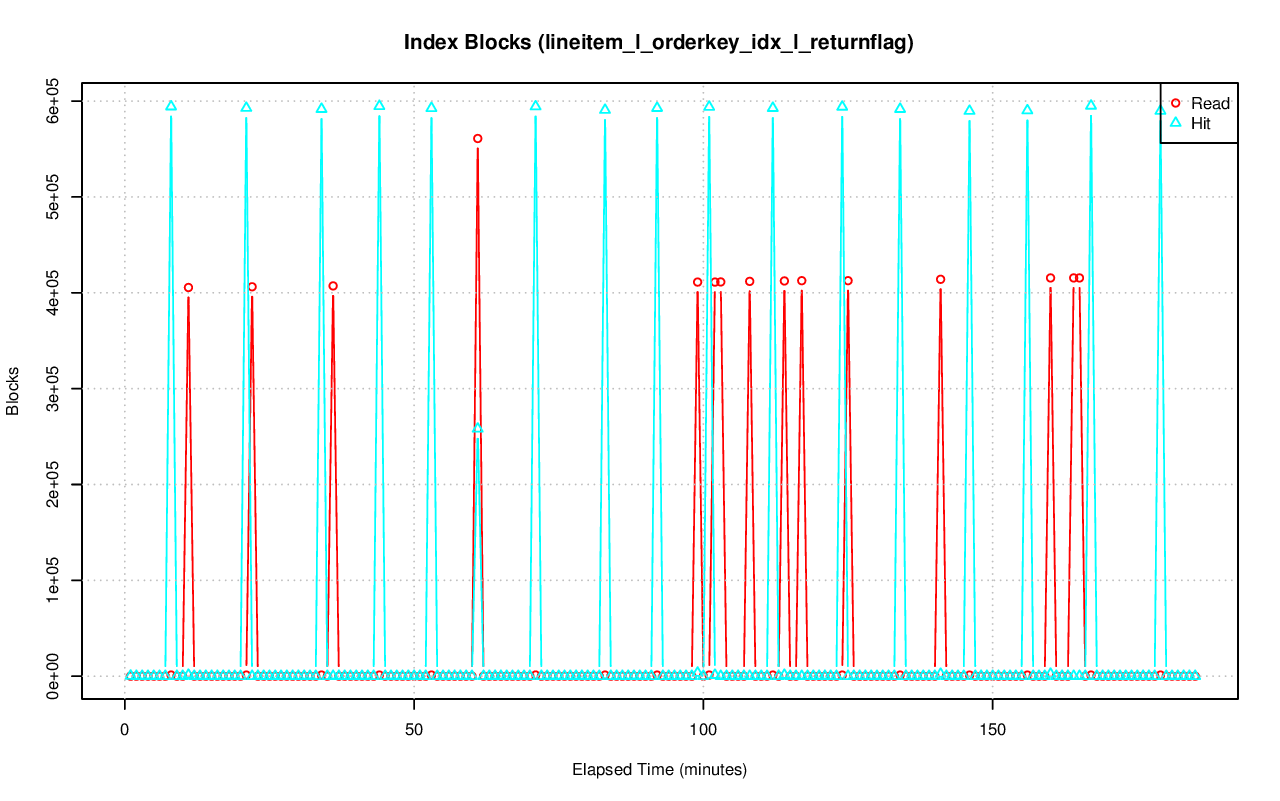 Index Blocks (lineitem_l_orderkey_idx_l_returnflag)
6e+05
5e+05
4e+05
3e+05
2e+05
1e+05
0e+00
Blocks
Read
Hit
0
50
100
150
Elapsed Time (minutes)